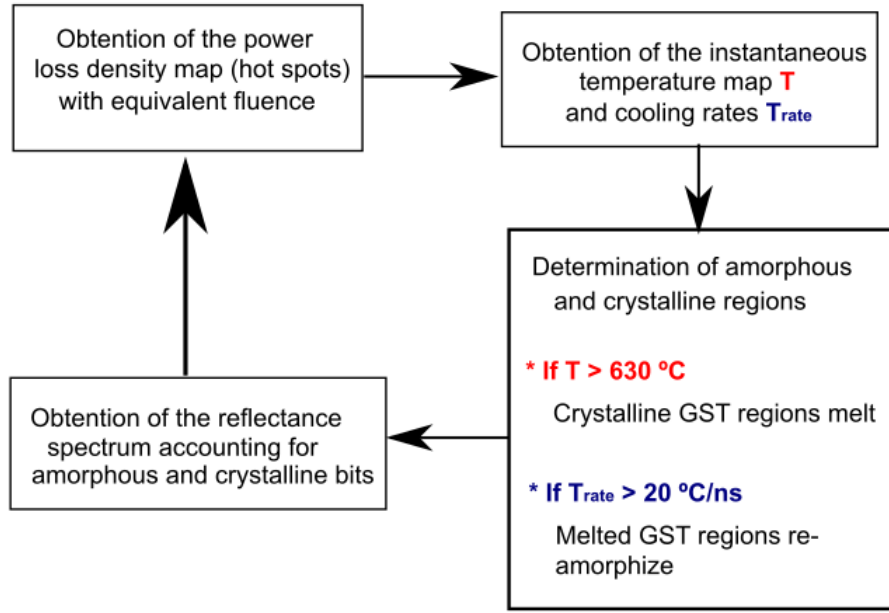 Obtention of the power
loss density map (hot spots)
with equivalent fluence
Obtention of the instantaneous
temperature map T
and cooling rates Trate
Determination of amorphous
and crystalline regions
* If T > 630 ºC
Crystalline GST regions melt
* If Trate > 20 ºC/ns
Melted GST regions re-
amorphize
Obtention of the reflectance
spectrum accounting for
amorphous and crystalline bits